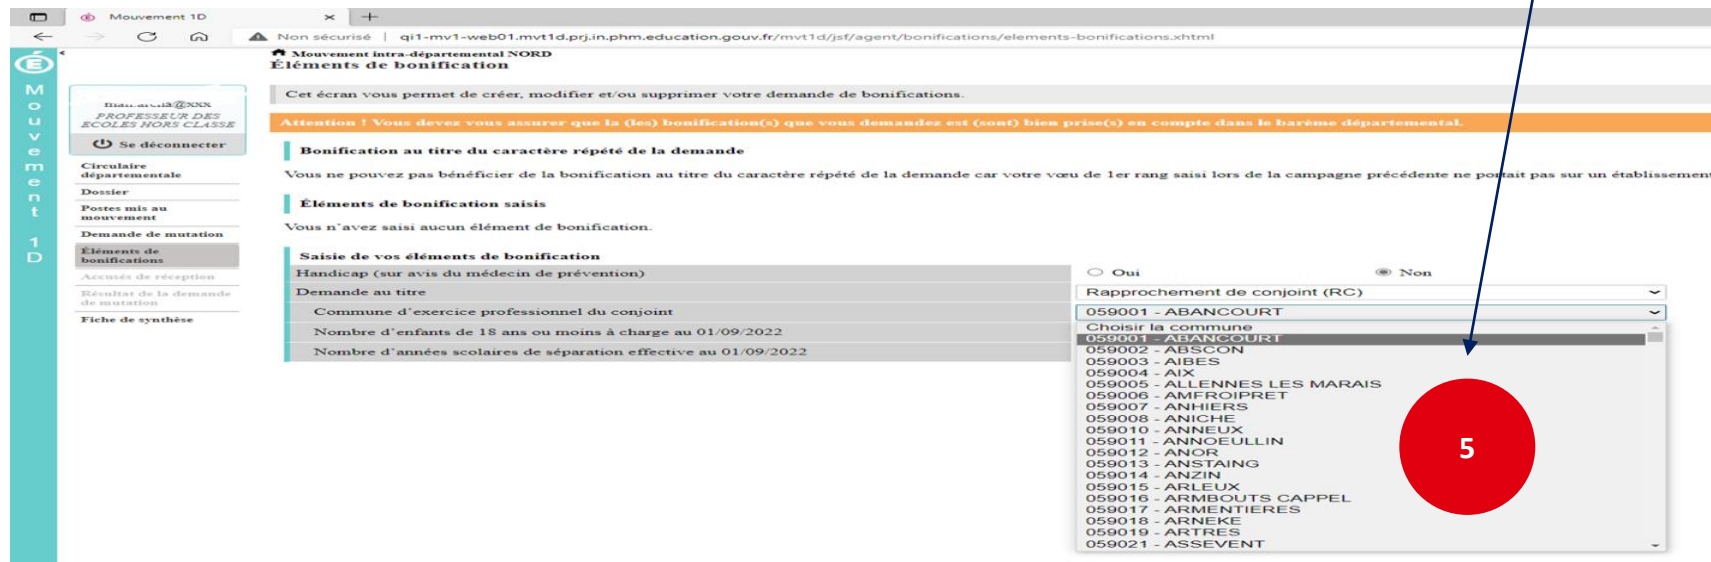 Mouvement 1D
Non sécurisé | qi1-mv1-web01.mvt1d.prj.in.phm.education.gouv.fr/mvt1d/jsf/agent/bonifications/elements-bonifications.xhtml
Mouvement 1D
Mouvement intra-départemental NORD
Éléments de bonification
Cet écran vous permet de créer, modifier et/ou supprimer votre demande de bonifications.
@xxx
PROFESSEUR DES
ECOLES HORS CLASSE
Se déconnecter
Circulaire
départementale
Dossier
Postes mis au
mouvement
Demande de mutation
Éléments de
bonifications
Accusés de réception
Résultat de la demande
de mutation
Fiche de synthèse
Attention ! Vous devez vous assurer que la (les) bonification(s) que vous demandez est (sont) bien prise(s) en compte dans le barème départemental.
Bonification au titre du caractère répété de la demande
Vous ne pouvez pas bénéficier de la bonification au titre du caractère répété de la demande car votre vœu de 1er rang saisi lors de la campagne précédente ne portait pas sur un établissement
Éléments de bonification saisis
Vous n'avez saisi aucun élément de bonification.
Saisie de vos éléments de bonification
Handicap (sur avis du médecin de prévention)
Oui
Non
Demande au titre
Rapprochement de conjoint (RC)
Commune d'exercice professionnel du conjoint
059001 - ABANCOURT
Nombre d'enfants de 18 ans ou moins à charge au 01/09/2022
Nombre d'années scolaires de séparation effective au 01/09/2022
Choisir la commune
059001 - ABANCOURT
059002 - ABSCON
059003 - AIBES
059004 - AIX
059005 - ALLENNES LES MARAIS
059006 - AMFROIPRET
059007 - ANHIERS
059008 - ANICHE
059010 - ANNEUX
059011 - ANNOEULLIN
059012 - ANOR
059013 - ANSTAING
059014 - ANZIN
059015 - ARLEUX
059016 - ARMBOUTS CAPPEL
059017 - ARMENTIERES
059018 - ARNEKE
059019 - ARTRES
059021 - ASSEVENT
5